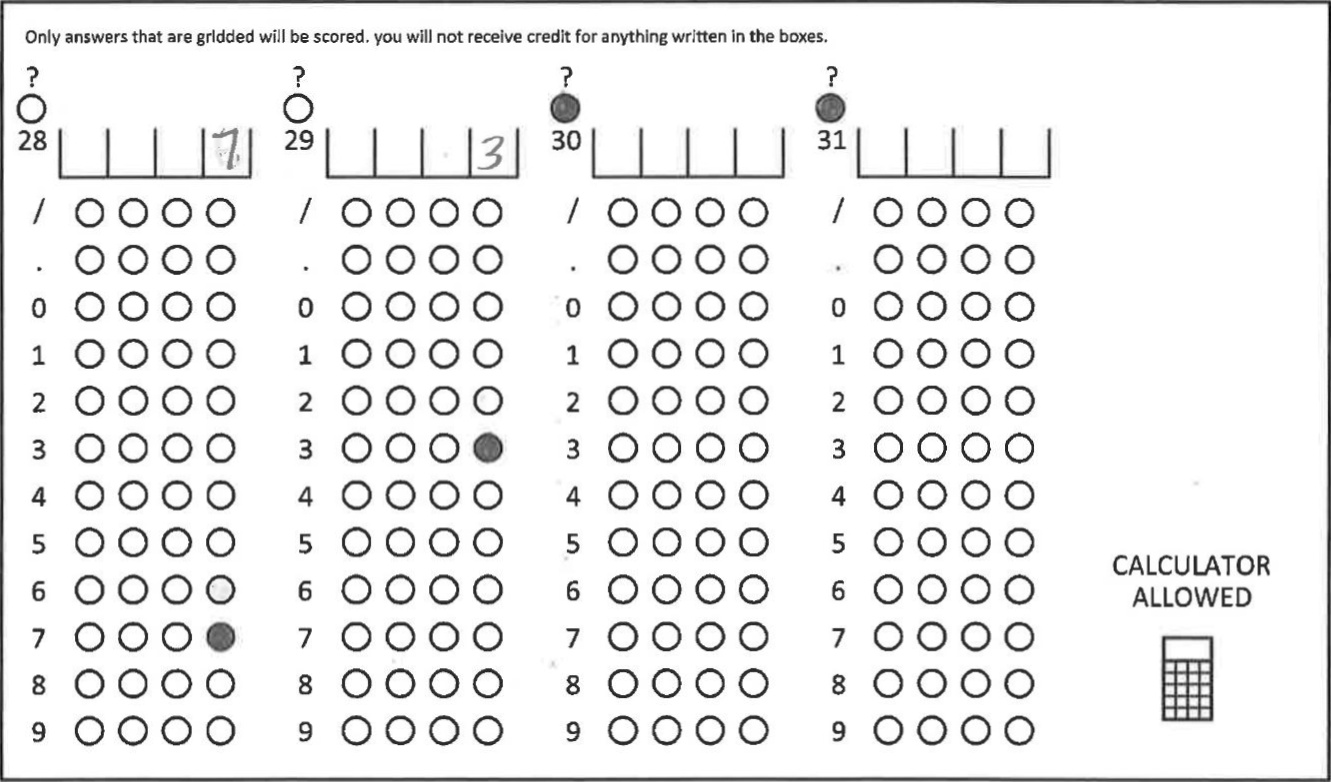 Only answers that are gridded will be scored. you will not receive credit for anything written in the boxes.
? ? ? ?
28 7 29 3 30 31
/ / / /
. . . .
0 0 0 0
1 1 1 1
2 2 2 2
3 3 3 3
4 4 4 4
5 5 5 5
6 6 6 6
7 7 7 7
8 8 8 8
9 9 9 9
CALCULATOR
ALLOWED